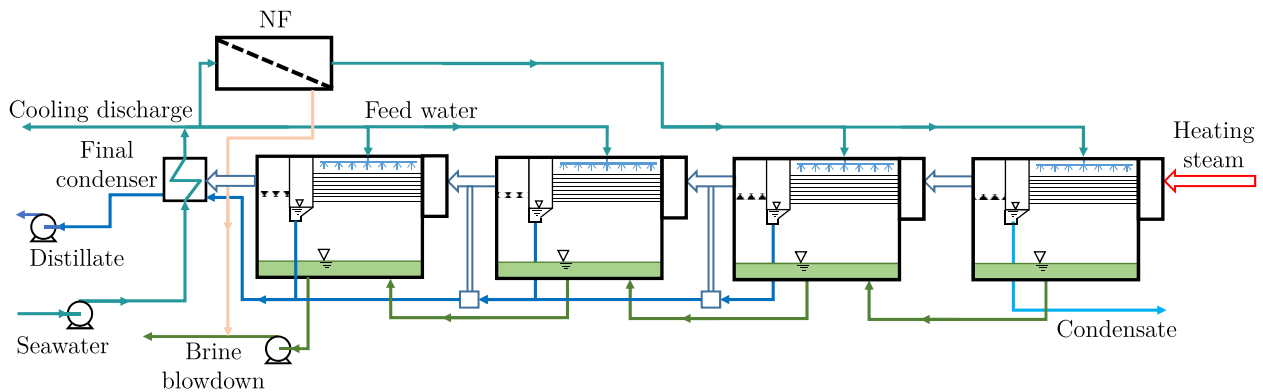 NF
Cooling discharge
Feed water
Heating
steam
Final
condenser
Distillate
Seawater
Brine
blowdown
Condensate